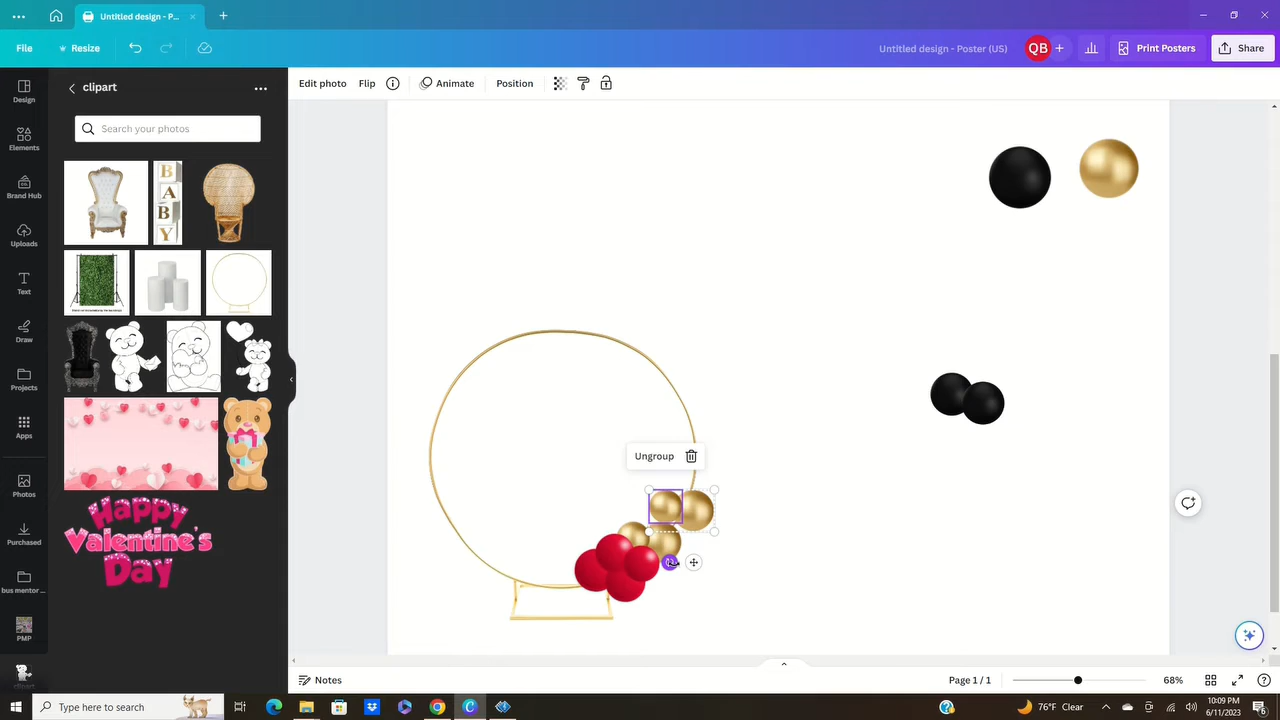 Untitled design - P...
File
Resize
Untitled design - Poster (US)
QB
Print Posters
Share
Design
Elements
Brand Hub
Uploads
Text
Draw
Projects
Apps
Photos
Purchased
bus mentor ...
PMP
clipart
clipart
Search your photos
B
A
B
Y
Happy
Valentine's
Day
Edit photo
Flip
Animate
Position
Ungroup
Notes
Page 1 / 1
68%
Type here to search
76°F Clear
10:09 PM
6/11/2023
6